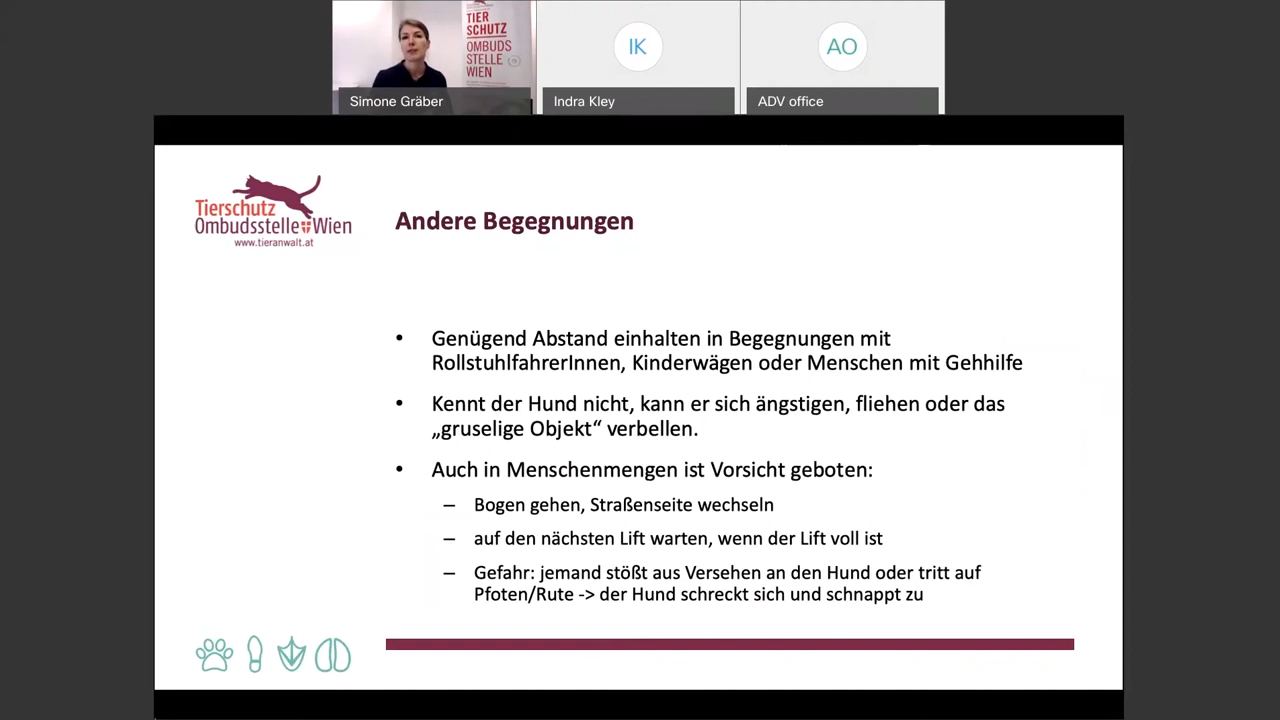 TIER
SCHUTZ
OMBUDS
STELLE
WIEN
IK
AO
Simone Gräber
Indra Kley
ADV office
Tierschutz
Ombudsstelle Wien
www.tieranwalt.at
Andere Begegnungen
• Genügend Abstand einhalten in Begegnungen mit
RollstuhlfahrerInnen, Kinderwägen oder Menschen mit Gehhilfe
• Kennt der Hund nicht, kann er sich ängstigen, fliehen oder das
„gruselige Objekt“ verbellen.
• Auch in Menschenmengen ist Vorsicht geboten:
– Bogen gehen, Straßenseite wechseln
– auf den nächsten Lift warten, wenn der Lift voll ist
– Gefahr: jemand stößt aus Versehen an den Hund oder tritt auf
Pfoten/Rute -> der Hund schreckt sich und schnappt zu